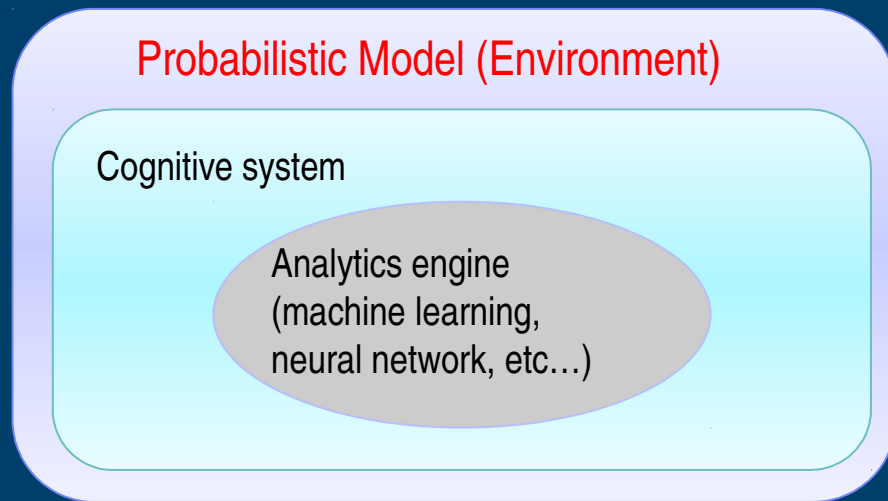 Probabilistic Model (Environment)
Cognitive system
Analytics engine
(machine learning,
neural network, etc…)